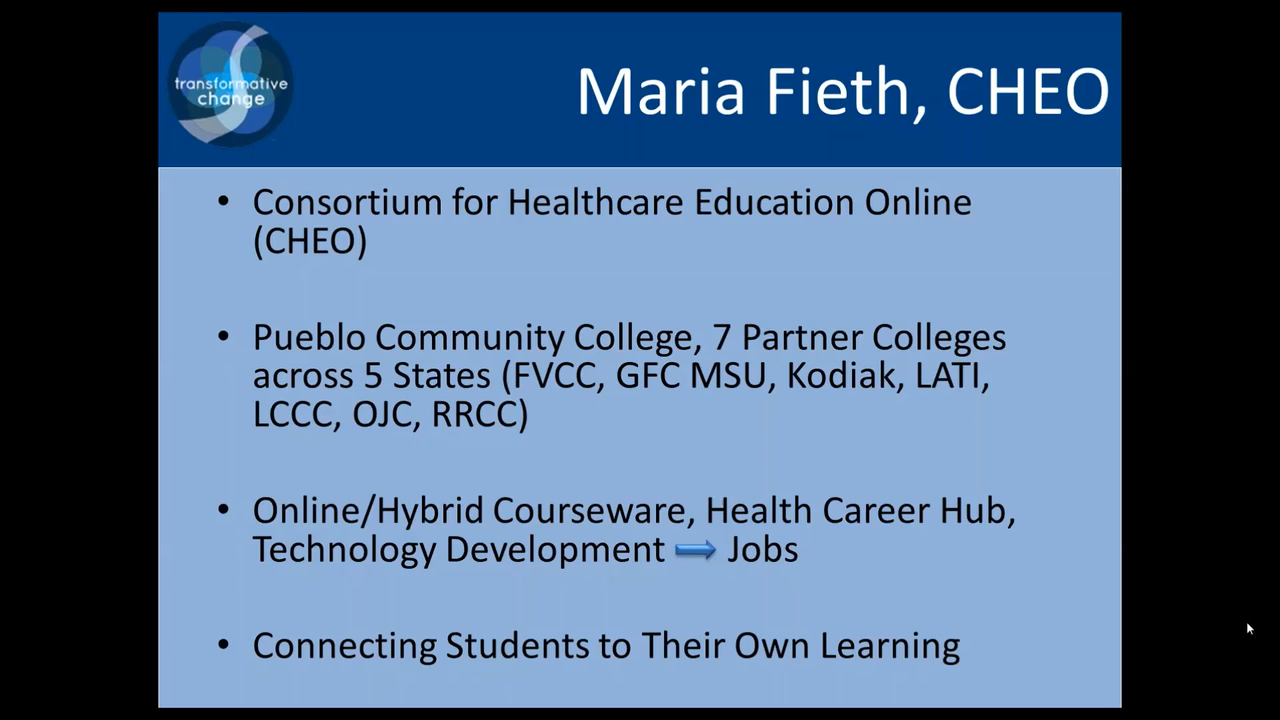 transformative
change
Maria Fieth, CHEO
• Consortium for Healthcare Education Online
(CHEO)
• Pueblo Community College, 7 Partner Colleges
across 5 States (FVCC, GFC MSU, Kodiak, LATI,
LCCC, OJC, RRCC)
• Online/Hybrid Courseware, Health Career Hub,
Technology Development ➡ Jobs
• Connecting Students to Their Own Learning